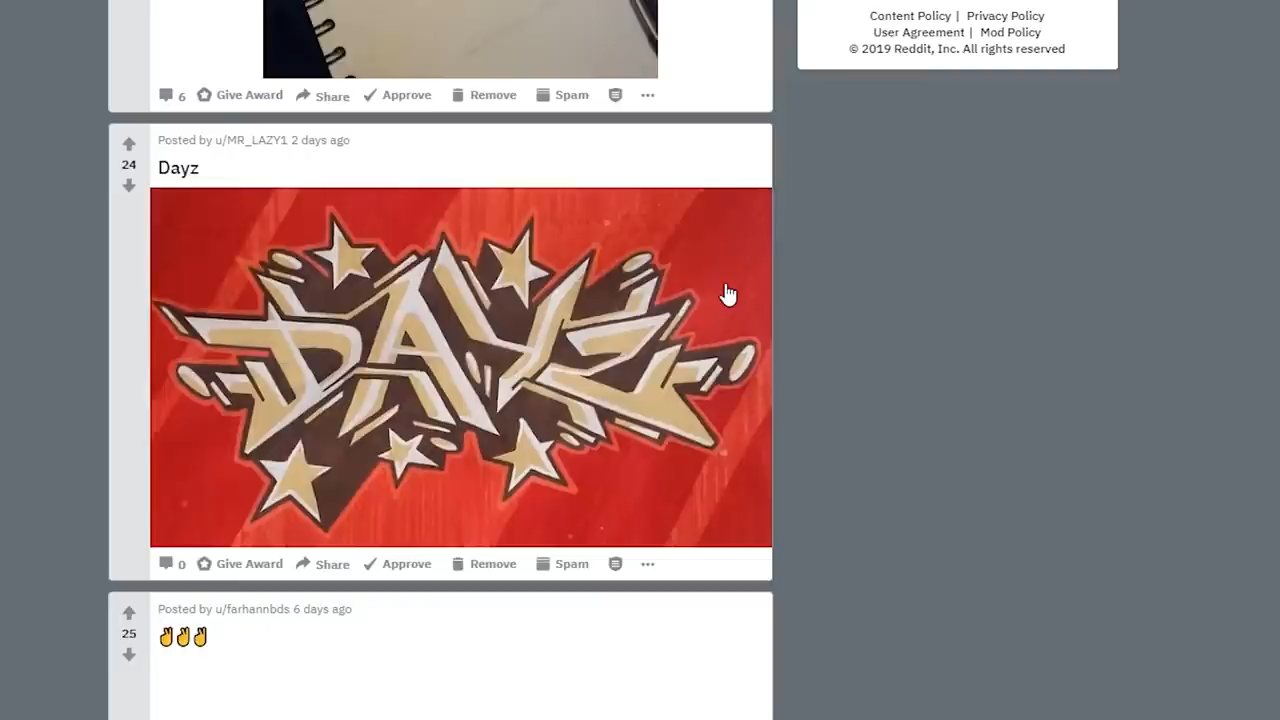 Content Policy | Privacy Policy
User Agreement | Mod Policy
© 2019 Reddit, Inc. All rights reserved
6 Give Award Share Approve Remove Spam
Posted by u/MR_LAZY1 2 days ago
24
Dayz
DAYZ
0 Give Award Share Approve Remove Spam
Posted by u/farhannbds 6 days ago
25
✌️✌️✌️